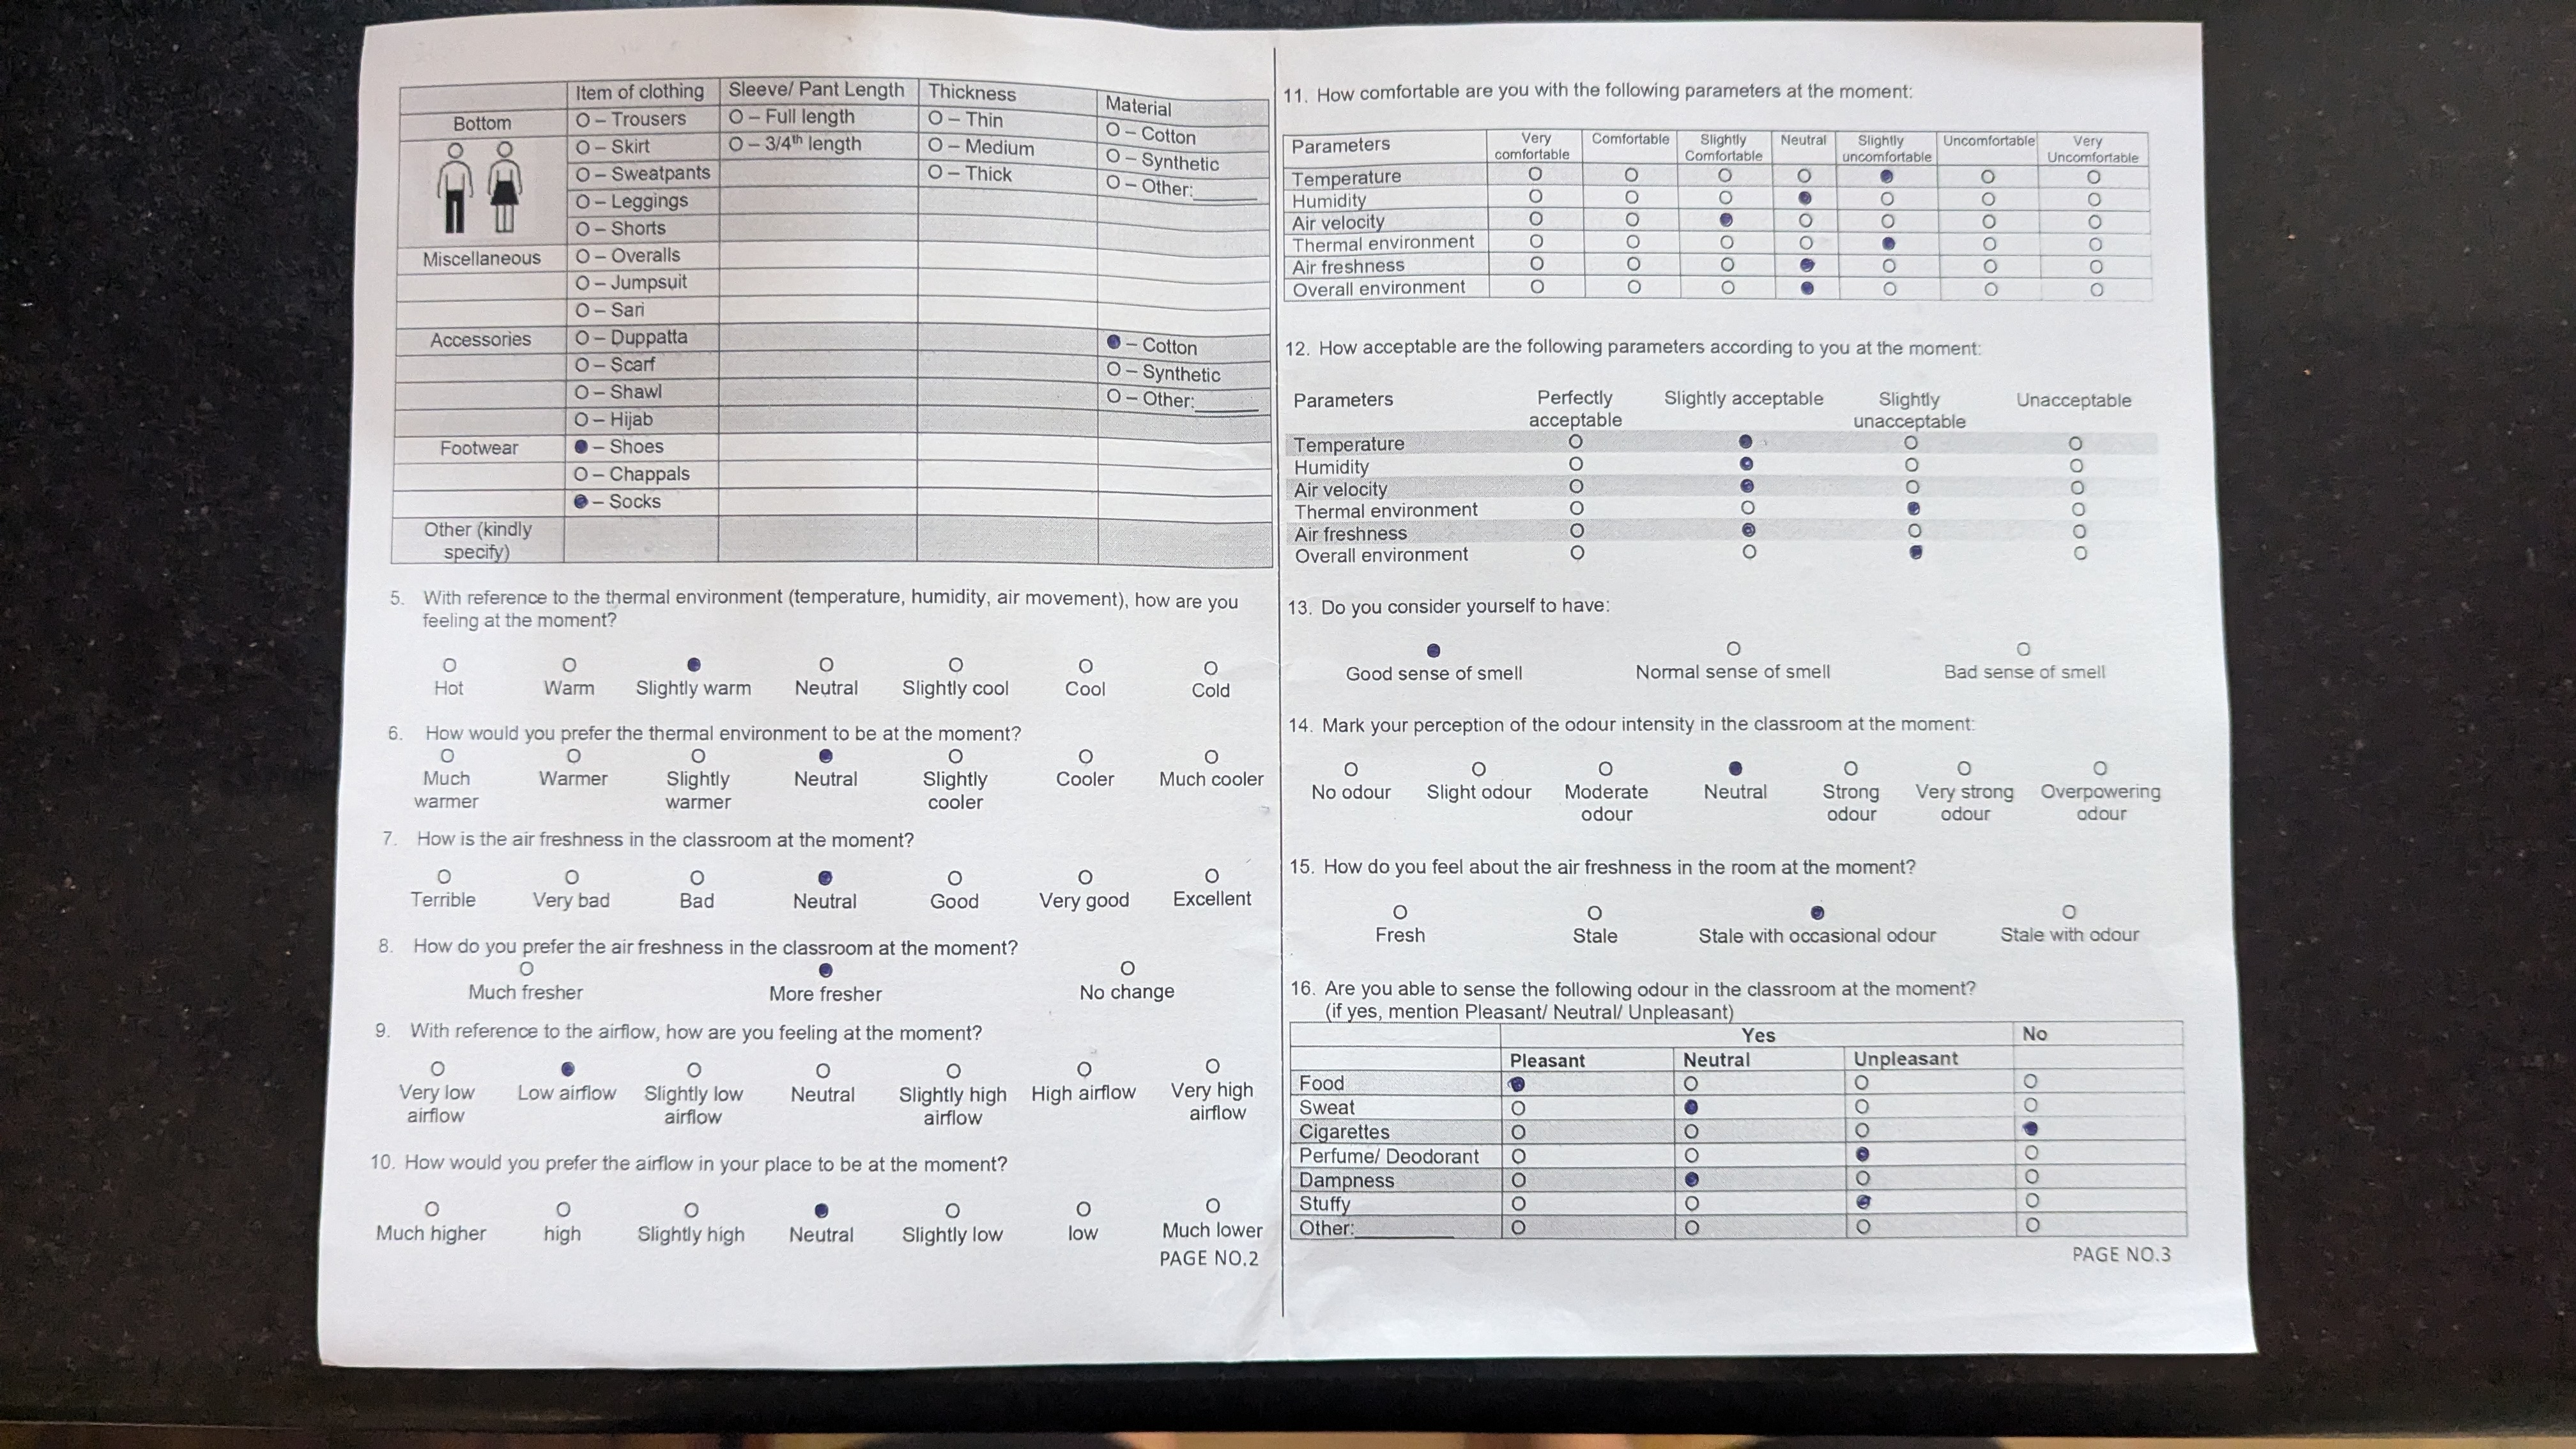 Item of clothing Sleeve/ Pant Length Thickness Material
Bottom O – Trousers O – Full length O – Thin O – Cotton
O – Skirt O – 3/4th length O – Medium O – Synthetic
O – Sweatpants O – Thick O – Other:______
O – Leggings
O – Shorts
Miscellaneous O – Overalls
O – Jumpsuit
O – Sari
Accessories O – Duppatta ● – Cotton
O – Scarf O – Synthetic
O – Shawl O – Other:______
O – Hijab
Footwear ● – Shoes
O – Chappals
● – Socks
Other (kindly
specify)
5. With reference to the thermal environment (temperature, humidity, air movement), how are you
feeling at the moment?
O O ● O O O O
Hot Warm Slightly warm Neutral Slightly cool Cool Cold
6. How would you prefer the thermal environment to be at the moment?
O O O ● O O O
Much Warmer Slightly Neutral Slightly Cooler Much cooler
warmer warmer cooler
7. How is the air freshness in the classroom at the moment?
O O O ● O O O
Terrible Very bad Bad Neutral Good Very good Excellent
8. How do you prefer the air freshness in the classroom at the moment?
O ● O
Much fresher More fresher No change
9. With reference to the airflow, how are you feeling at the moment?
O ● O O O O O
Very low Low airflow Slightly low Neutral Slightly high High airflow Very high
airflow airflow airflow airflow
10. How would you prefer the airflow in your place to be at the moment?
O O O ● O O O
Much higher high Slightly high Neutral Slightly low low Much lower
PAGE NO.2
11. How comfortable are you with the following parameters at the moment:
Parameters Very Comfortable Slightly Neutral Slightly Uncomfortable Very
comfortable Comfortable uncomfortable Uncomfortable
Temperature O O O O ● O O
Humidity O O O ● O O O
Air velocity O O ● O O O O
Thermal environment O O O O ● O O
Air freshness O O O ● O O O
Overall environment O O O ● O O O
12. How acceptable are the following parameters according to you at the moment:
Parameters Perfectly Slightly acceptable Slightly Unacceptable
acceptable unacceptable
Temperature O ● O O
Humidity O ● O O
Air velocity O ● O O
Thermal environment O O ● O
Air freshness O ● O O
Overall environment O O ● O
13. Do you consider yourself to have:
● O O
Good sense of smell Normal sense of smell Bad sense of smell
14. Mark your perception of the odour intensity in the classroom at the moment:
O O O ● O O O
No odour Slight odour Moderate Neutral Strong Very strong Overpowering
odour odour odour odour
15. How do you feel about the air freshness in the room at the moment?
O O ● O
Fresh Stale Stale with occasional odour Stale with odour
16. Are you able to sense the following odour in the classroom at the moment?
(if yes, mention Pleasant/ Neutral/ Unpleasant)
Yes No
Pleasant Neutral Unpleasant
Food ● O O O
Sweat O ● O O
Cigarettes O O O ●
Perfume/ Deodorant O O ● O
Dampness O ● O O
Stuffy O O ● O
Other:__________ O O O O
PAGE NO.3